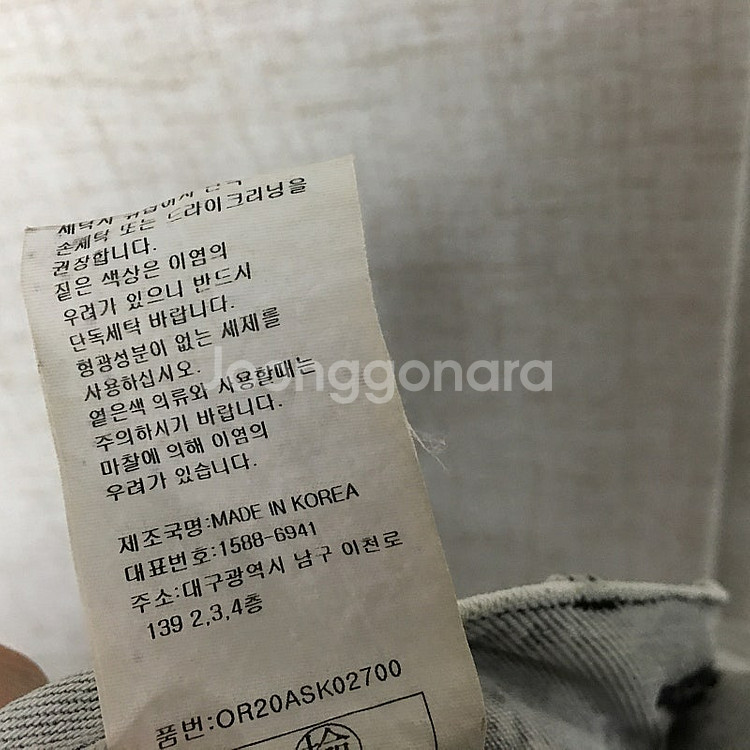 손세탁 또는 드라이크리닝을
권장합니다.
짙은 색상은 이염의
우려가 있으니 반드시
단독세탁 바랍니다.
형광성분이 없는 세제를
사용하십시오.
옅은색 의류와 사용할때는
주의하시기 바랍니다.
마찰에 의해 이염의
우려가 있습니다.
제조국명:MADE IN KOREA
대표번호:1588-6941
주소:대구광역시 남구 이천로
139 2,3,4층
품번:OR20ASK02700
Joonggonara